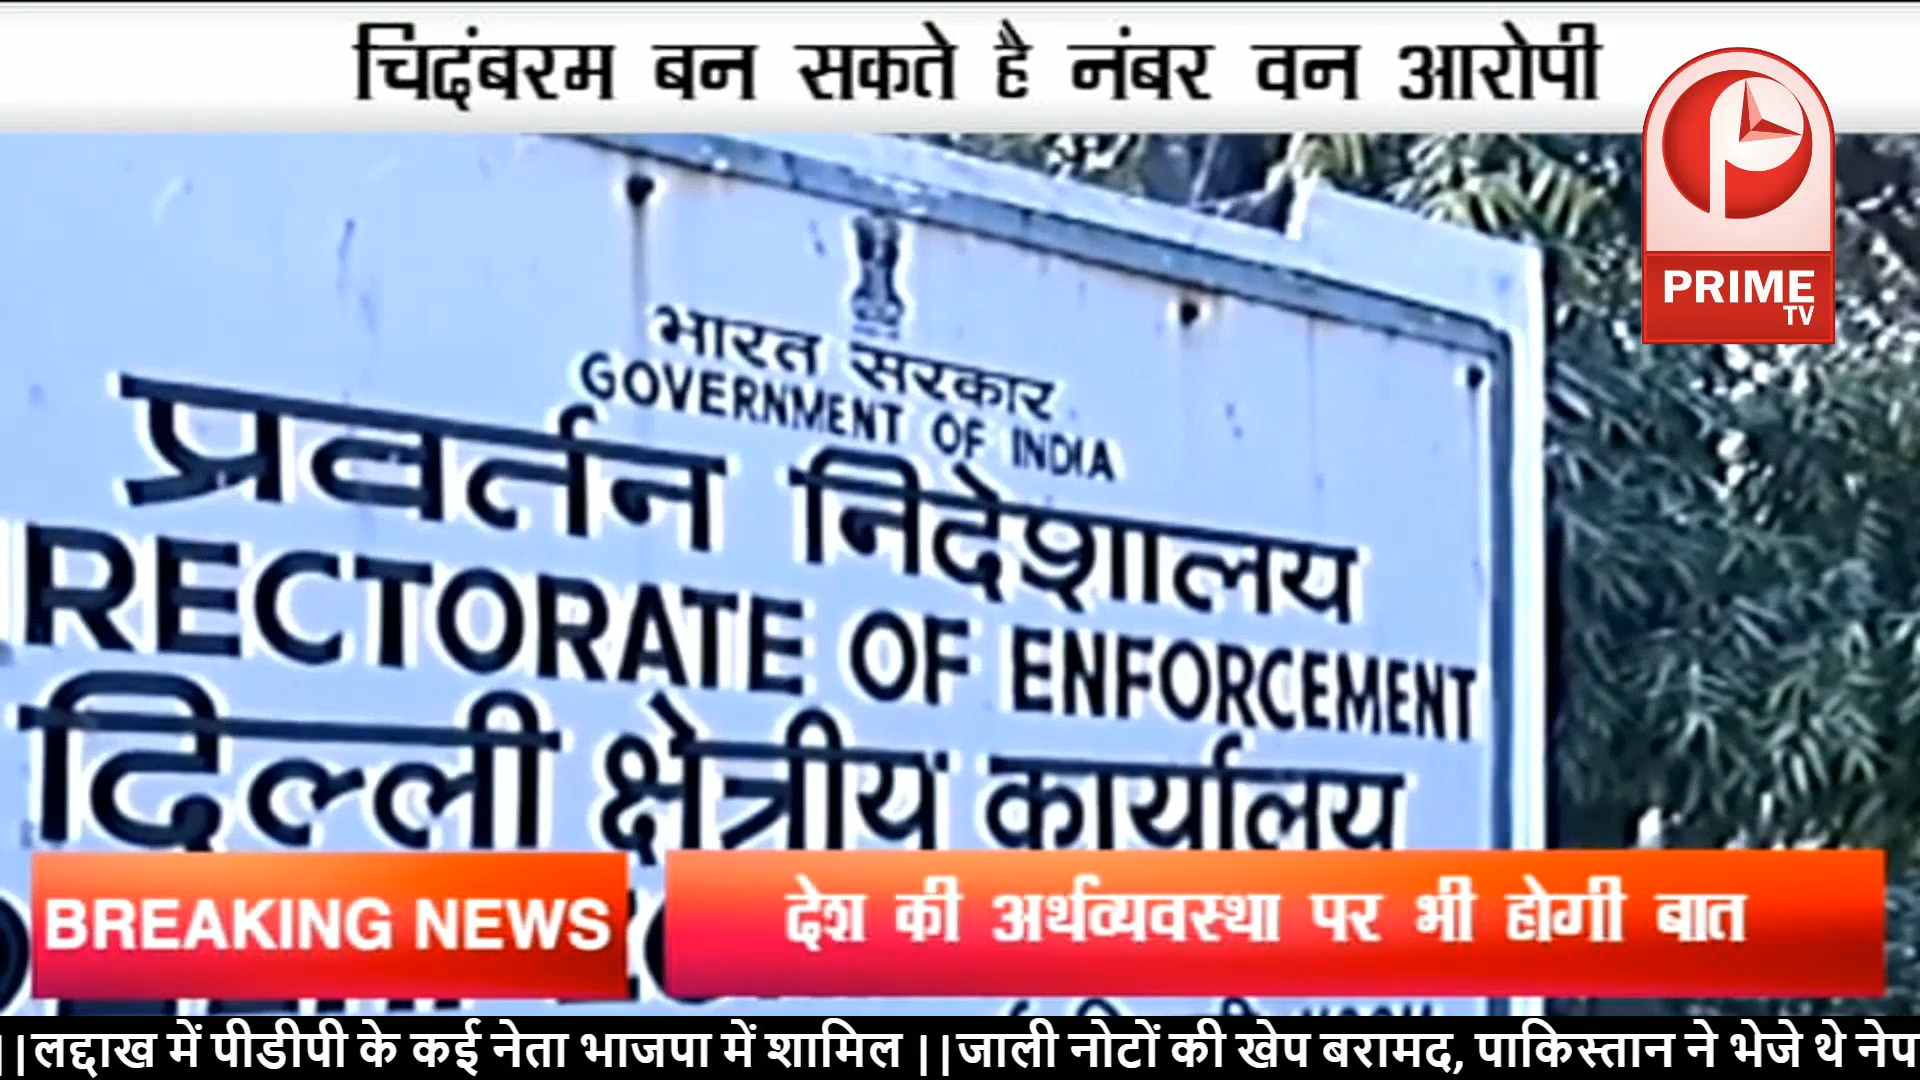 चिदंबरम बन सकते है नंबर वन आरोपी
PRIME
TV
भारत सरकार
GOVERNMENT OF INDIA
प्रवर्तन निदेशालय
RECTORATE OF ENFORCEMENT
दिल्ली क्षेत्रीय कार्यालय
BREAKING NEWS
देश की अर्थव्यवस्था पर भी होगी बात
||लद्दाख में पीडीपी के कई नेता भाजपा में शामिल ||जाली नोटों की खेप बरामद, पाकिस्तान ने भेजे थे नेप